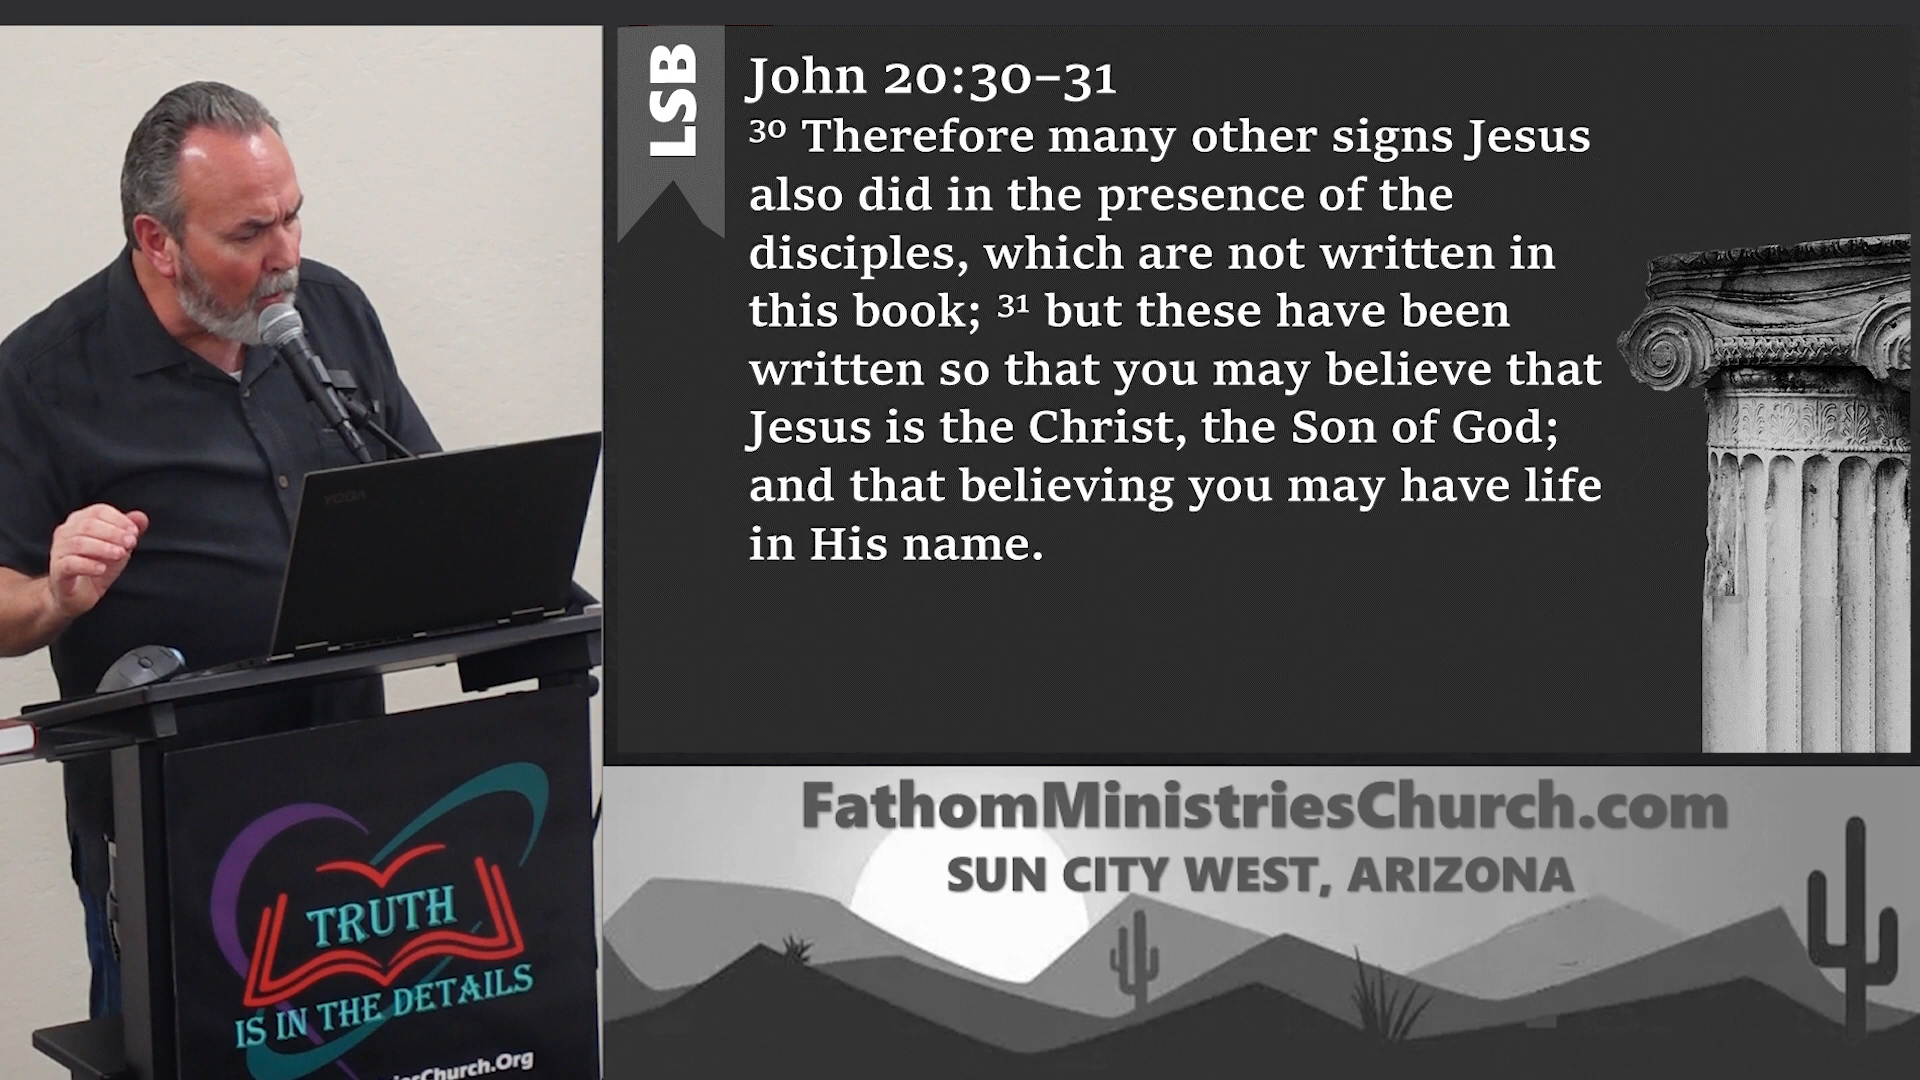 LSB
John 20:30–31
30 Therefore many other signs Jesus
also did in the presence of the
disciples, which are not written in
this book; 31 but these have been
written so that you may believe that
Jesus is the Christ, the Son of God;
and that believing you may have life
in His name.
YOGA
TRUTH
IS IN THE DETAILS
Church.Org
FathomMinistriesChurch.com
SUN CITY WEST, ARIZONA